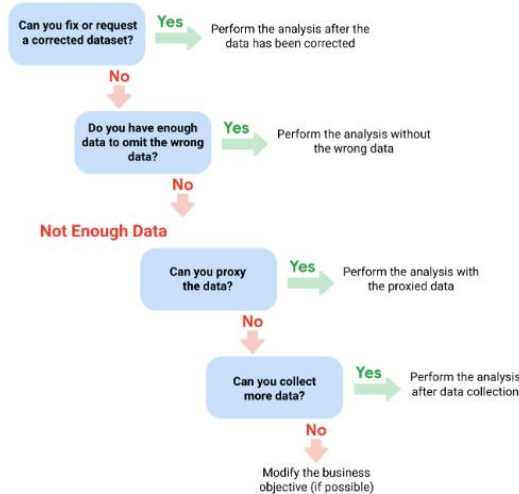 Can you fix or request
a corrected dataset?
Yes
Perform the analysis after the
data has been corrected
No
Do you have enough
data to omit the wrong
data?
Yes
Perform the analysis without
the wrong data
No
Not Enough Data
Can you proxy
the data?
Yes
Perform the analysis with
the proxied data
No
Can you collect
more data?
Yes
Perform the analysis
after data collection
No
Modify the business
objective (if possible)